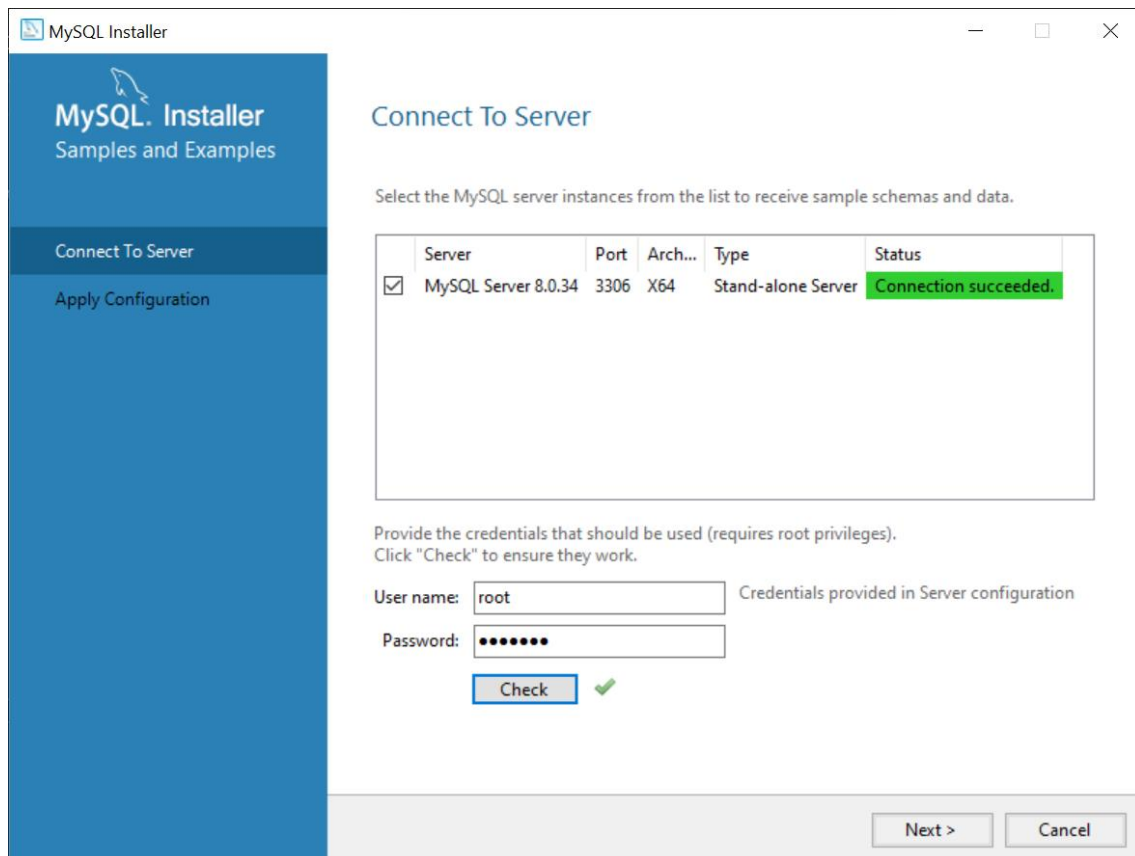 MySQL Installer
MySQL. Installer
Samples and Examples
Connect To Server
Apply Configuration
Connect To Server
Select the MySQL server instances from the list to receive sample schemas and data.
Server Port Arch... Type Status
MySQL Server 8.0.34 3306 X64 Stand-alone Server Connection succeeded.
Provide the credentials that should be used (requires root privileges).
Click "Check" to ensure they work.
User name: root Credentials provided in Server configuration
Password: •••••••
Check
Next > Cancel